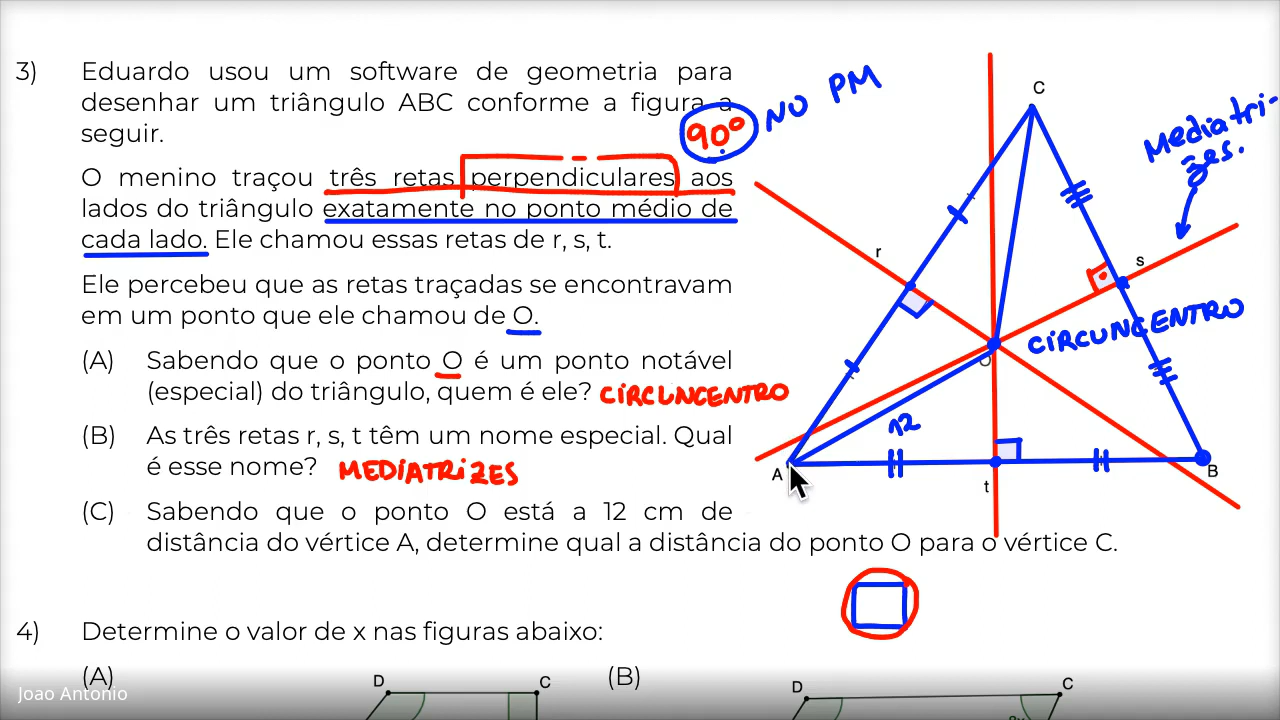 3) Eduardo usou um software de geometria para
desenhar um triângulo ABC conforme a figura a
seguir.
O menino traçou três retas perpendiculares aos
lados do triângulo exatamente no ponto médio de
cada lado. Ele chamou essas retas de r, s, t.
Ele percebeu que as retas traçadas se encontravam
em um ponto que ele chamou de O.
(A) Sabendo que o ponto O é um ponto notável
(especial) do triângulo, quem é ele? CIRCUNCENTRO
(B) As três retas r, s, t têm um nome especial. Qual
é esse nome? MEDIATRIZES
(C) Sabendo que o ponto O está a 12 cm de
distância do vértice A, determine qual a distância do ponto O para o vértice C.
90° NO PM
C
Mediatri-
zes.
r
s
CIRCUNCENTRO
O
12
A
B
t
4) Determine o valor de x nas figuras abaixo:
(A) (B)
D C D C
Joao Antonio